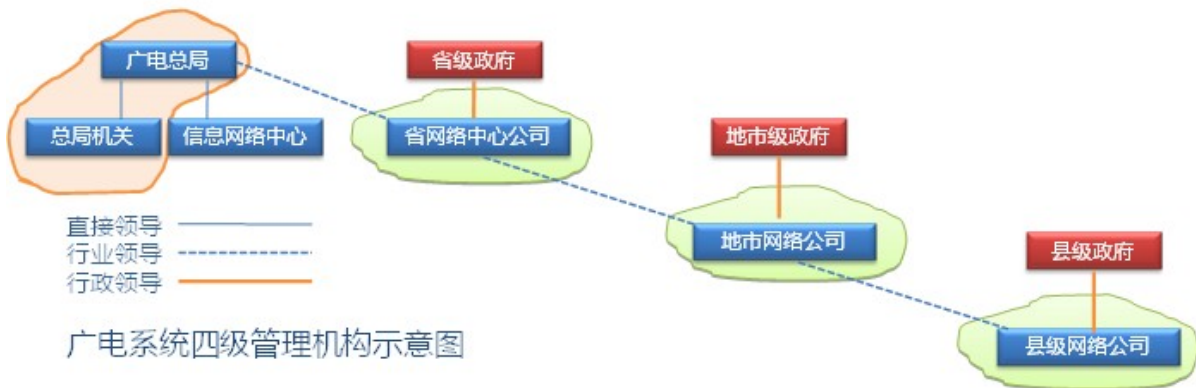 广电总局
省级政府
总局机关
信息网络中心
省网络中心公司
地市级政府
直接领导
行业领导
地市网络公司
县级政府
行政领导
广电系统四级管理机构示意图
县级网络公司